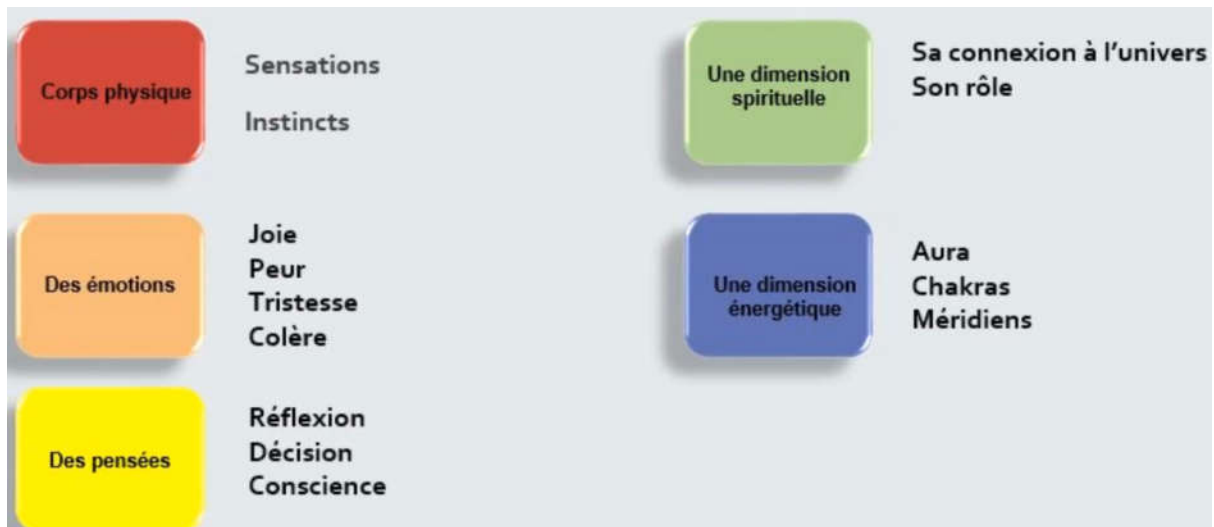 Corps physique
Sensations
Instincts
Des émotions
Joie
Peur
Tristesse
Colère
Des pensées
Réflexion
Décision
Conscience
Une dimension
spirituelle
Sa connexion à l’univers
Son rôle
Une dimension
énergétique
Aura
Chakras
Méridiens